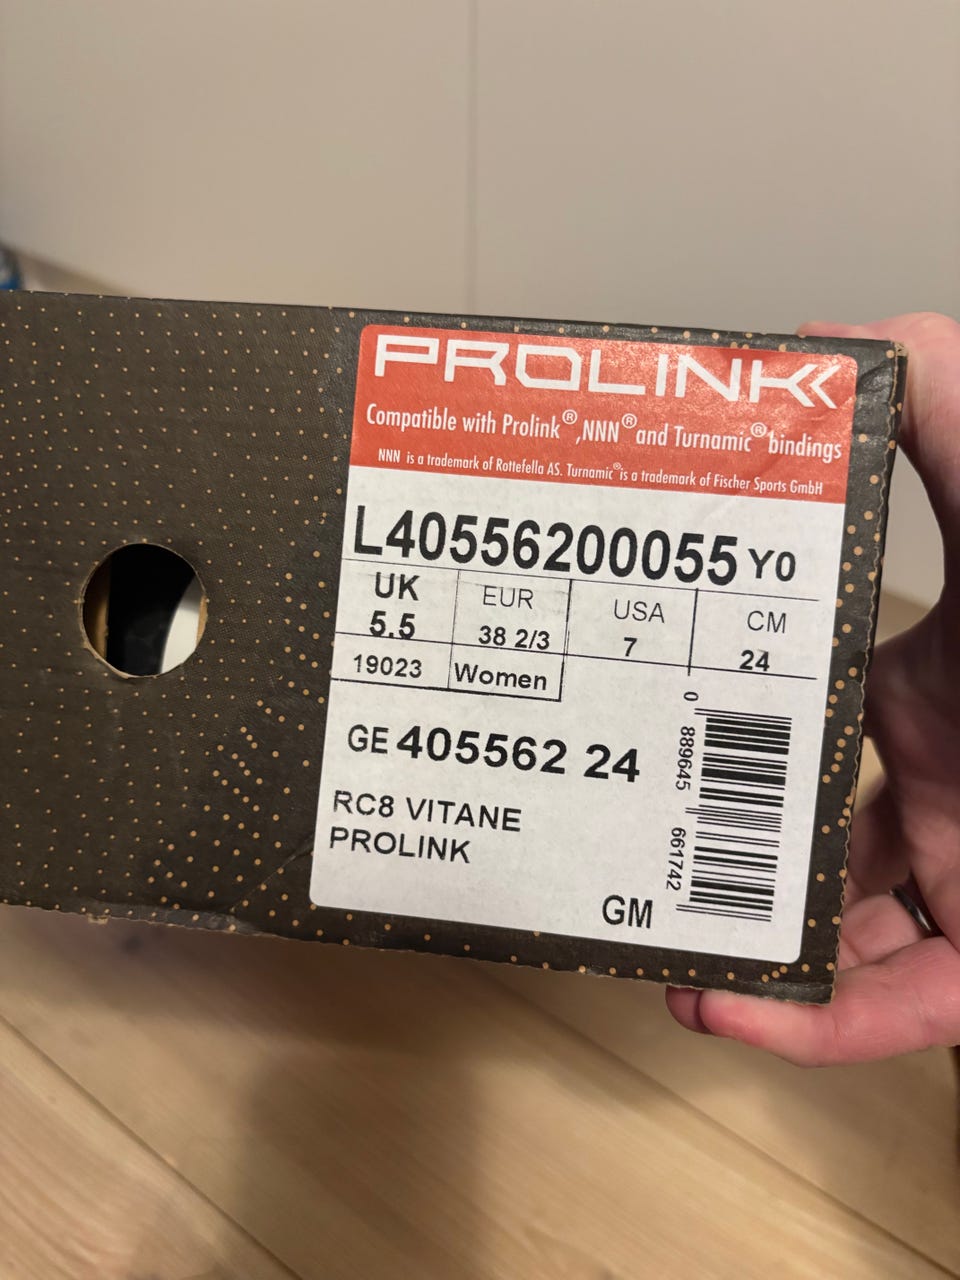 PROLINK
Compatible with Prolink®,NNN® and Turnamic® bindings
NNN is a trademark of Rottefella AS. Turnamic® is a trademark of Fischer Sports GmbH
L40556200055 Y0
UK EUR USA CM
5.5 38 2/3 7 24
19023 Women
GE 405562 24
RC8 VITANE
PROLINK
GM
0 889645 661742